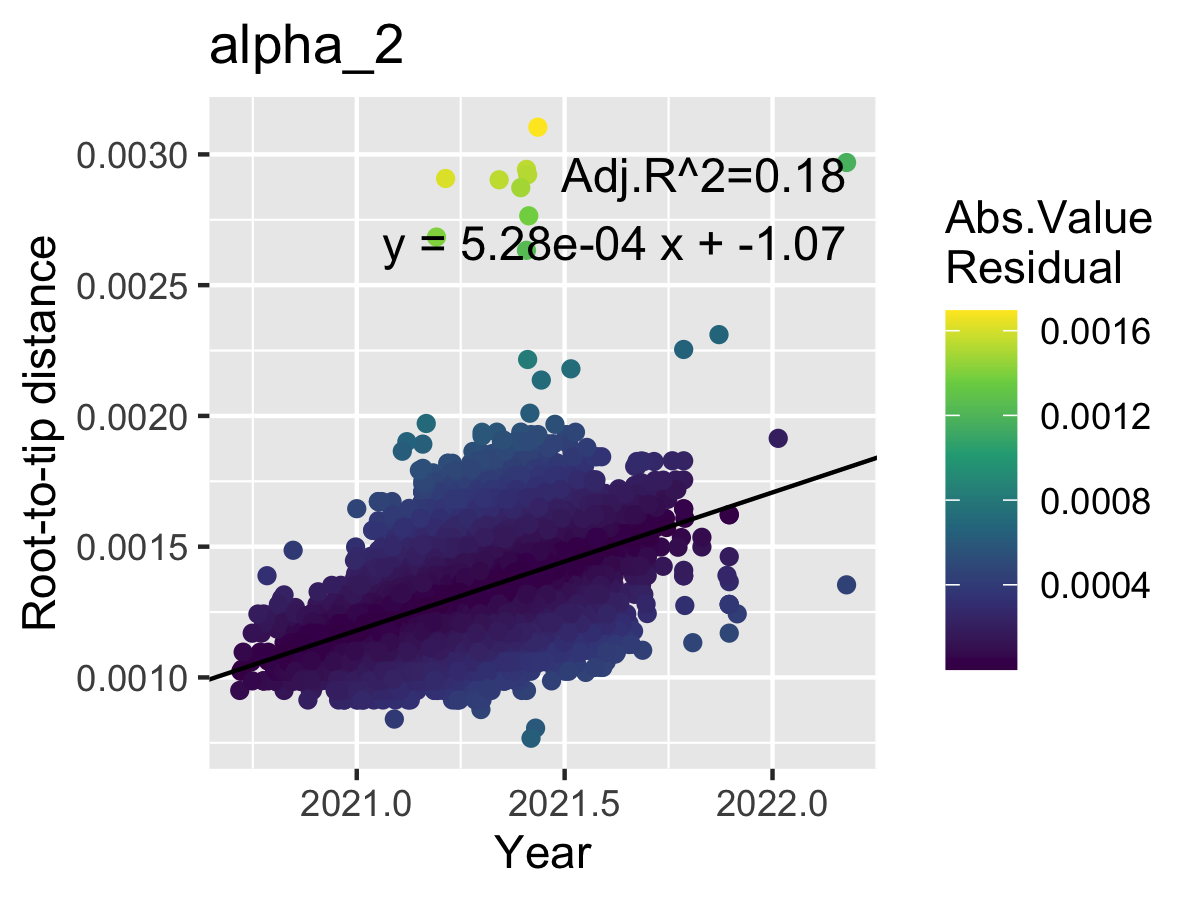 alpha_2
0.0030
0.0025
0.0020
0.0015
0.0010
Root-to-tip distance
Adj.R^2=0.18
y = 5.28e-04 x + -1.07
2021.0
2021.5
2022.0
Year
Abs.Value
Residual
0.0016
0.0012
0.0008
0.0004